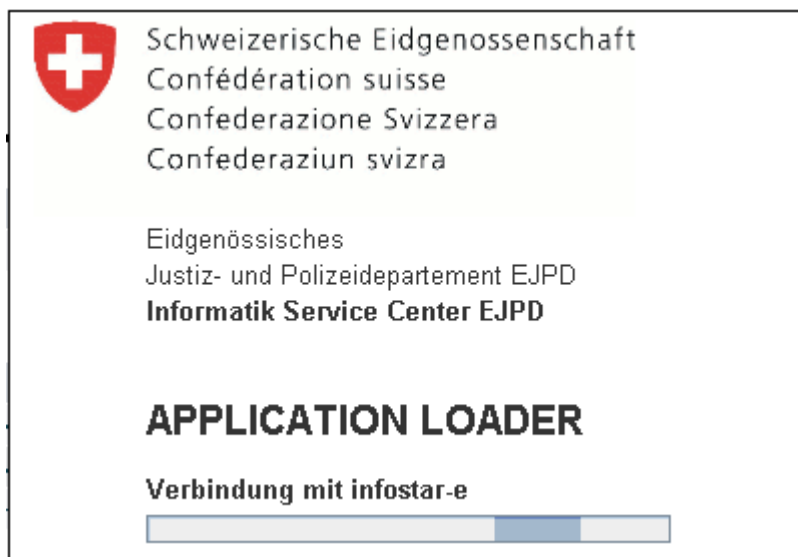 Schweizerische Eidgenossenschaft
Confédération suisse
Confederazione Svizzera
Confederaziun svizra
Eidgenössisches
Justiz- und Polizeidepartement EJPD
Informatik Service Center EJPD
APPLICATION LOADER
Verbindung mit infostar-e